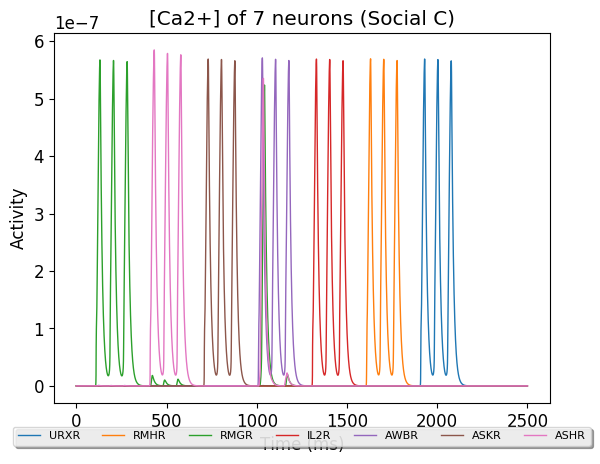 [Ca2+] of 7 neurons (Social C)
1e−7
6
5
4
3
2
1
0
Activity
0 500 1000 1500 2000 2500
Time (ms)
URXR RMHR RMGR IL2R AWBR ASKR ASHR